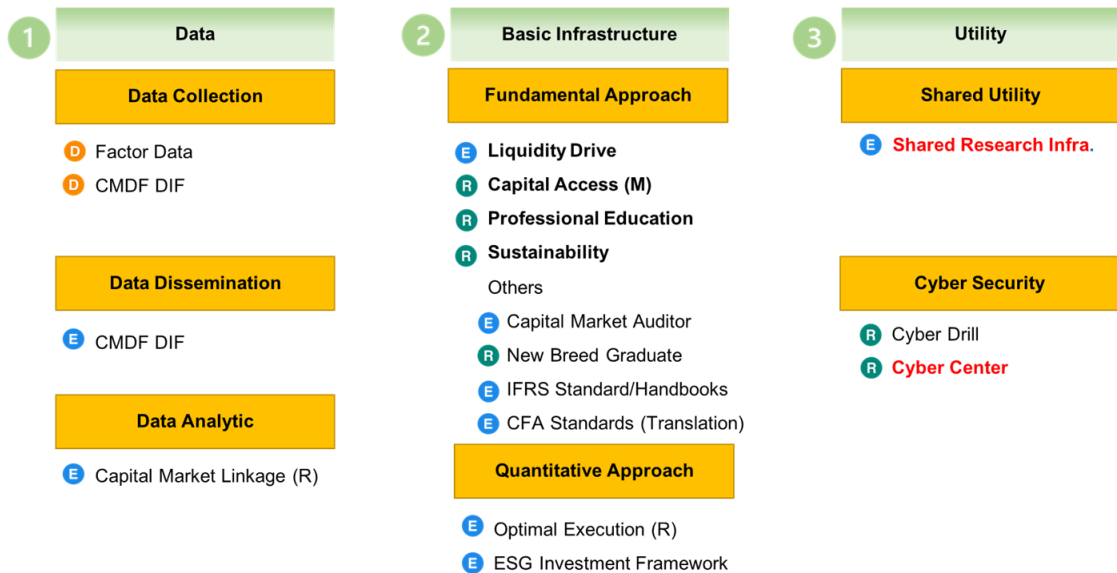 1 Data
Data Collection
D Factor Data
D CMDF DIF
Data Dissemination
E CMDF DIF
Data Analytic
E Capital Market Linkage (R)
2 Basic Infrastructure
Fundamental Approach
E Liquidity Drive
R Capital Access (M)
R Professional Education
R Sustainability
Others
E Capital Market Auditor
R New Breed Graduate
E IFRS Standard/Handbooks
E CFA Standards (Translation)
Quantitative Approach
E Optimal Execution (R)
E ESG Investment Framework
3 Utility
Shared Utility
E Shared Research Infra.
Cyber Security
R Cyber Drill
R Cyber Center